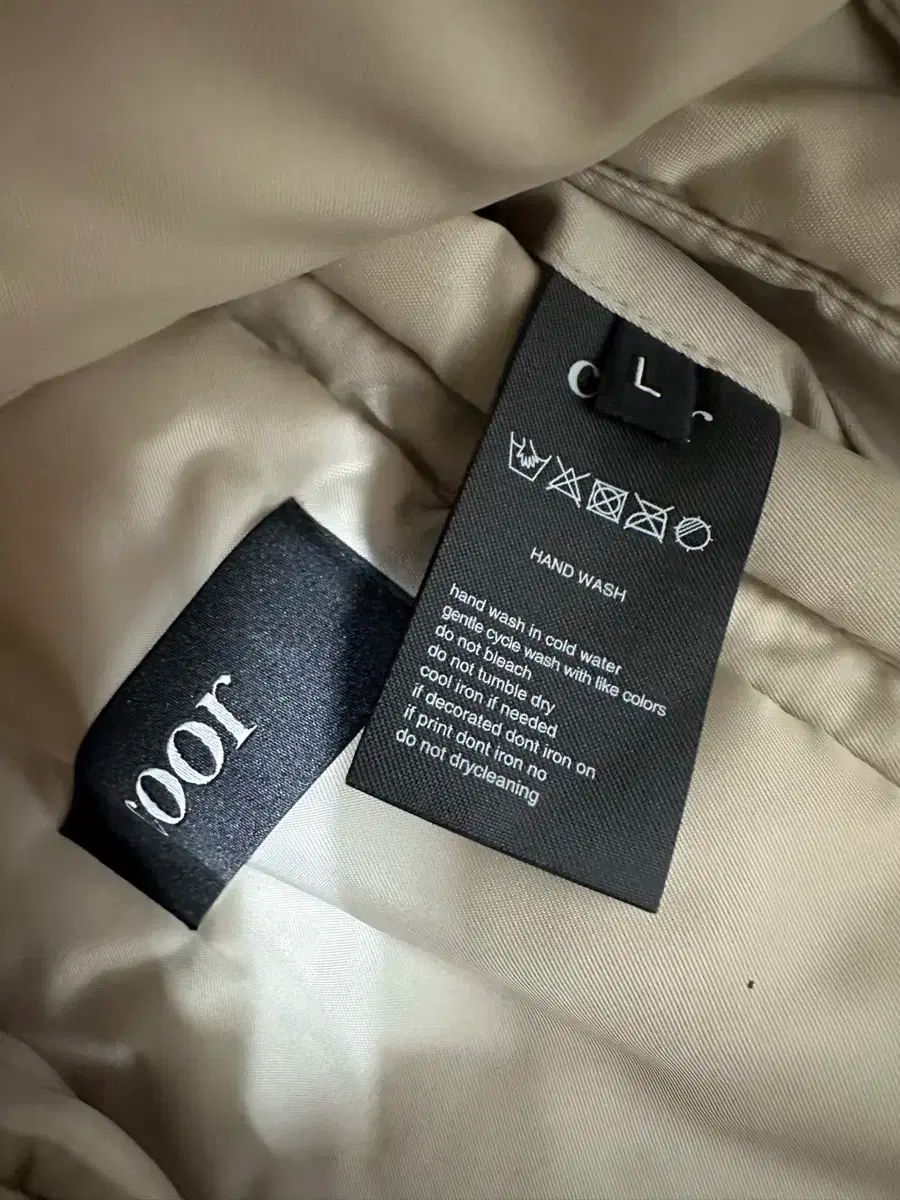 L
HAND WASH
hand wash in cold water
gentle cycle wash with like colors
do not bleach
do not tumble dry
cool iron if needed
if decorated dont iron on
if print dont iron no
do not drycleaning
oor